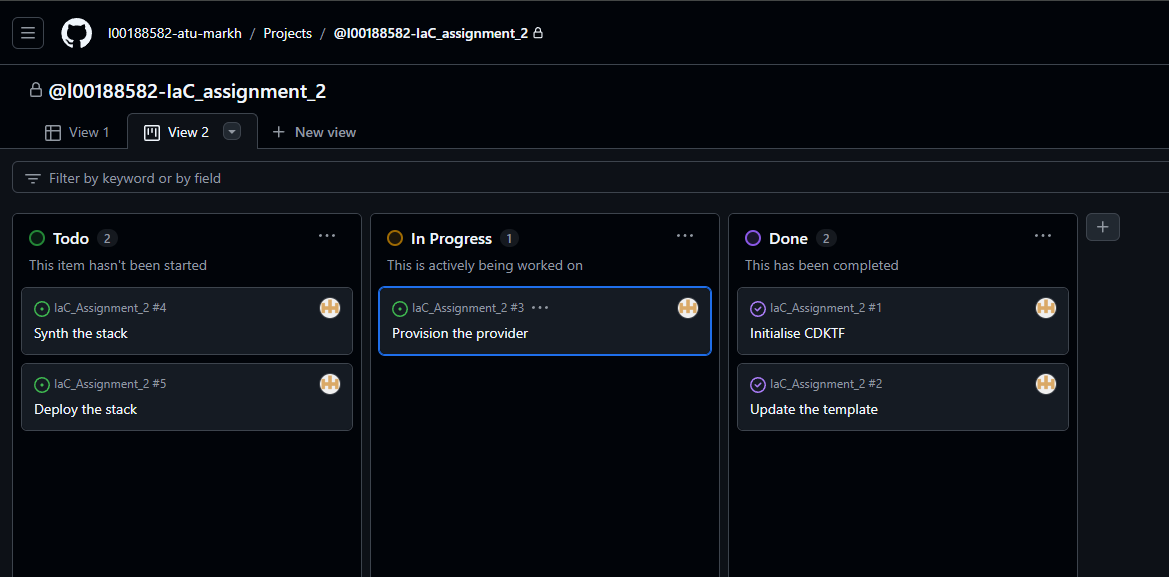 l00188582-atu-markh / Projects / @l00188582-IaC_assignment_2
@l00188582-IaC_assignment_2
View 1
View 2
New view
Filter by keyword or by field
Todo 2
This item hasn't been started
IaC_Assignment_2 #4
Synth the stack
IaC_Assignment_2 #5
Deploy the stack
In Progress 1
This is actively being worked on
IaC_Assignment_2 #3
Provision the provider
Done 2
This has been completed
IaC_Assignment_2 #1
Initialise CDKTF
IaC_Assignment_2 #2
Update the template